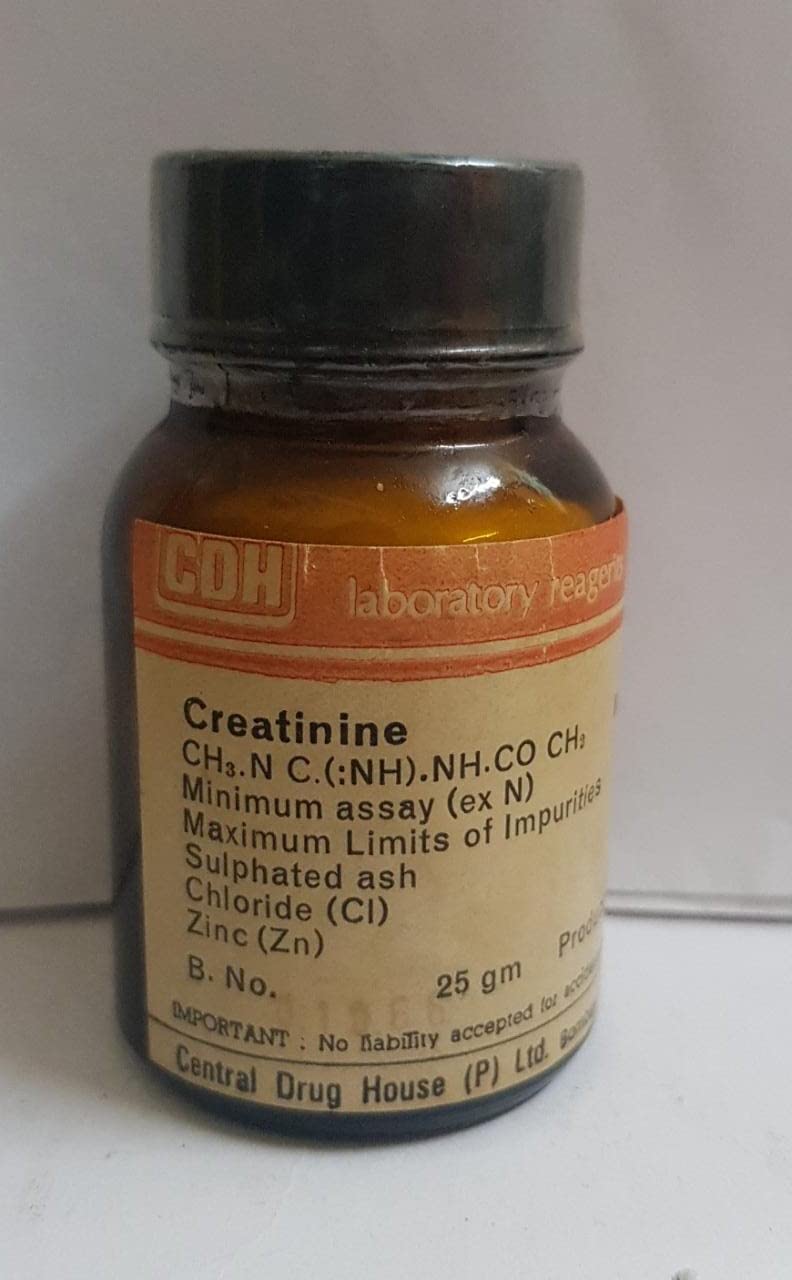 CDH laboratory reagents
Creatinine
CH₃.N C.(:NH).NH.CO CH₃
Minimum assay (ex N)
Maximum Limits of Impurities
Sulphated ash
Chloride (Cl)
Zinc (Zn)
B. No. 25 gm
IMPORTANT : No liability accepted for
Central Drug House (P) Ltd.